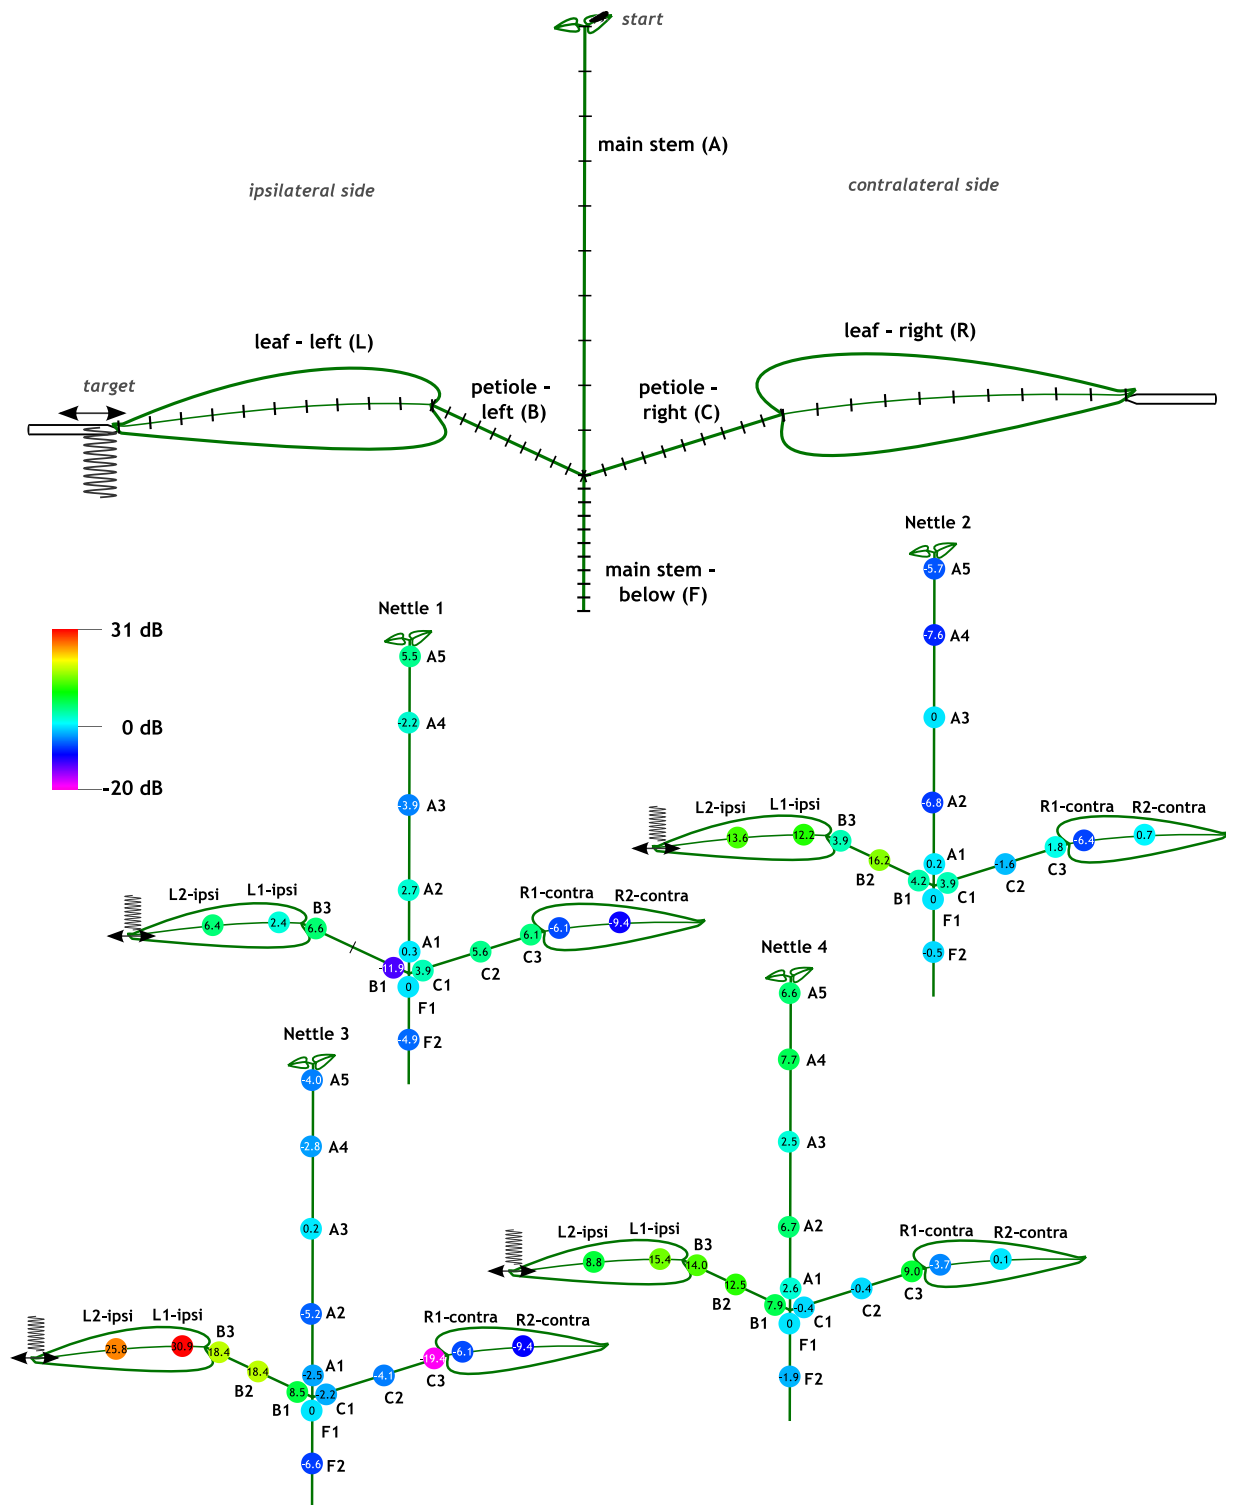 start
main stem (A)
ipsilateral side
contralateral side
leaf - left (L)
leaf - right (R)
target
petiole -
left (B)
petiole -
right (C)
main stem -
below (F)
31 dB
0 dB
-20 dB
Nettle 1
5.5 A5
-2.2 A4
-3.9 A3
2.7 A2
0.3 A1
L2-ipsi L1-ipsi B3
6.4 2.4 6.6
-11.9 B1
3.9 C1
5.6 C2
6.1 C3
R1-contra R2-contra
-6.1 -9.4
0 F1
-4.9 F2
Nettle 2
-5.7 A5
-7.6 A4
0 A3
-6.8 A2
0.2 A1
L2-ipsi L1-ipsi B3
13.6 12.2 3.9
16.2 B2
4.2 B1
3.9 C1
-1.6 C2
1.8 C3
R1-contra R2-contra
-6.4 0.7
0 F1
-0.5 F2
Nettle 3
-4.0 A5
-2.8 A4
0.2 A3
-5.2 A2
-2.5 A1
L2-ipsi L1-ipsi B3
25.8 30.9 18.4
18.4 B2
8.5 B1
-2.2 C1
-4.1 C2
-19.4 C3
R1-contra R2-contra
-6.1 -9.4
0 F1
-6.6 F2
Nettle 4
6.6 A5
7.7 A4
2.5 A3
6.7 A2
2.6 A1
L2-ipsi L1-ipsi B3
8.8 15.4 14.0
12.5 B2
7.9 B1
-0.4 C1
-0.4 C2
9.0 C3
R1-contra R2-contra
-3.7 0.1
0 F1
-1.9 F2